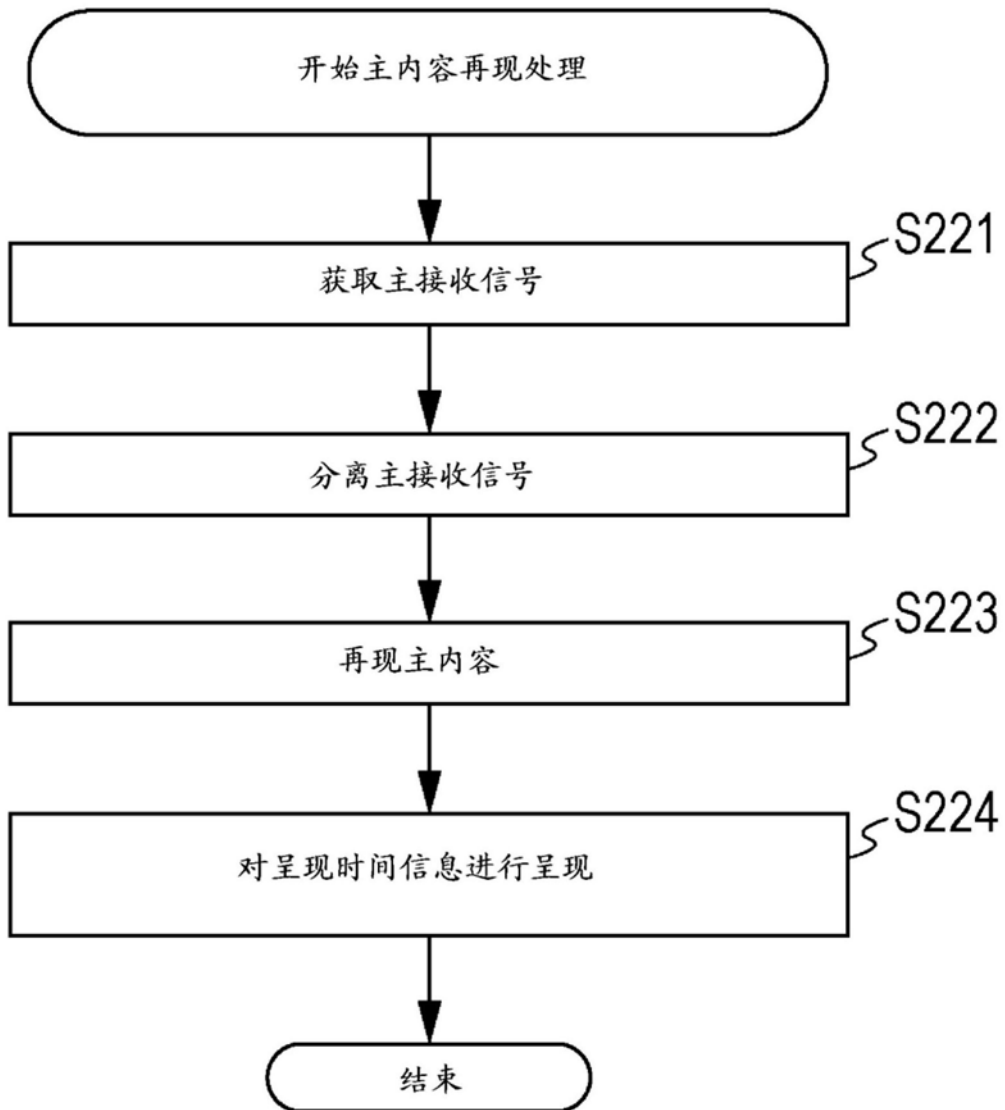 开始主内容再现处理
S221
获取主接收信号
S222
分离主接收信号
S223
再现主内容
S224
对呈现时间信息进行呈现
结束